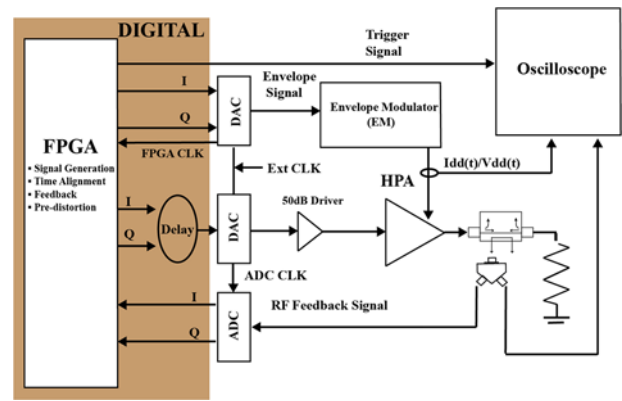 DIGITAL
Trigger
Signal
Oscilloscope
I
Envelope
Signal
DAC
Envelope Modulator
(EM)
Q
FPGA CLK
FPGA
▪ Signal Generation
▪ Time Alignment
▪ Feedback
▪ Pre-distortion
Ext CLK
Idd(t)/Vdd(t)
HPA
I
Q
Delay
DAC
50dB Driver
ADC CLK
I
Q
ADC
RF Feedback Signal